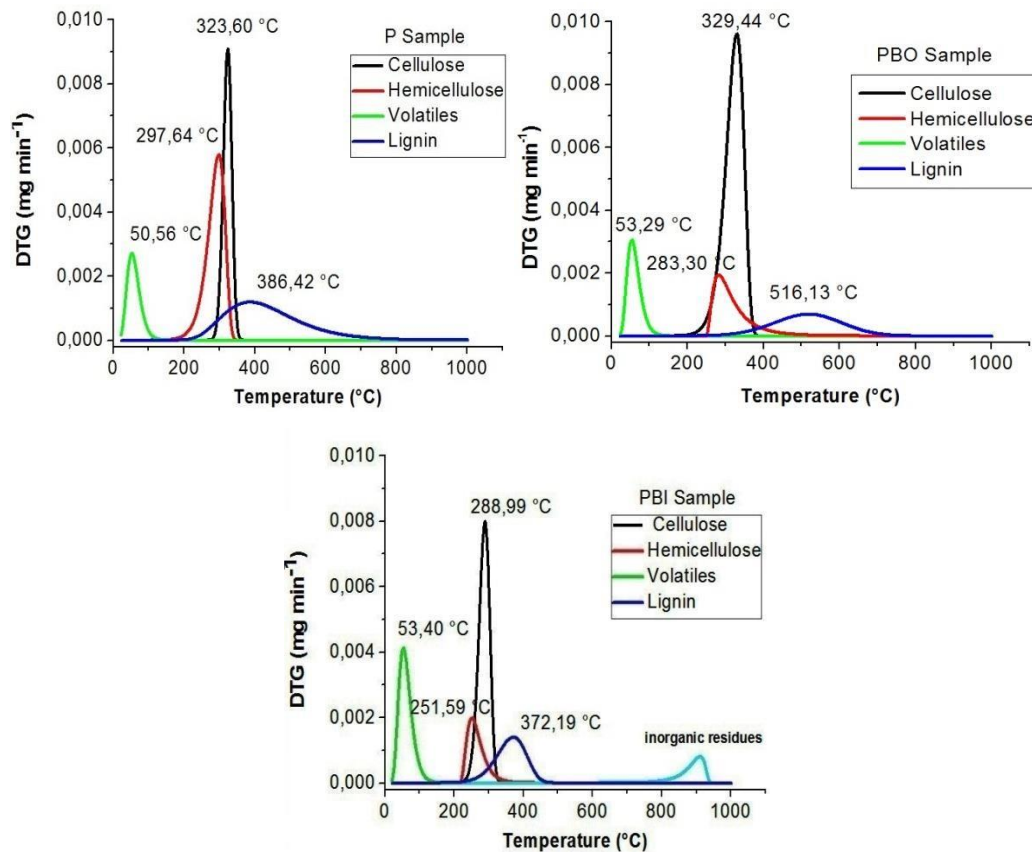 0,010
0,008
0,006
0,004
0,002
0,000
DTG (mg min⁻¹)
323,60 °C
297,64 °C
50,56 °C
386,42 °C
P Sample
Cellulose
Hemicellulose
Volatiles
Lignin
0 200 400 600 800 1000
Temperature (°C)
0,010
0,008
0,006
0,004
0,002
0,000
DTG (mg min⁻¹)
329,44 °C
53,29 °C
283,30 °C
516,13 °C
PBO Sample
Cellulose
Hemicellulose
Volatiles
Lignin
0 200 400 600 800 1000
Temperature (°C)
0,010
0,008
0,006
0,004
0,002
0,000
DTG (mg min⁻¹)
288,99 °C
53,40 °C
251,59 °C
372,19 °C
PBI Sample
Cellulose
Hemicellulose
Volatiles
Lignin
inorganic residues
0 200 400 600 800 1000
Temperature (°C)